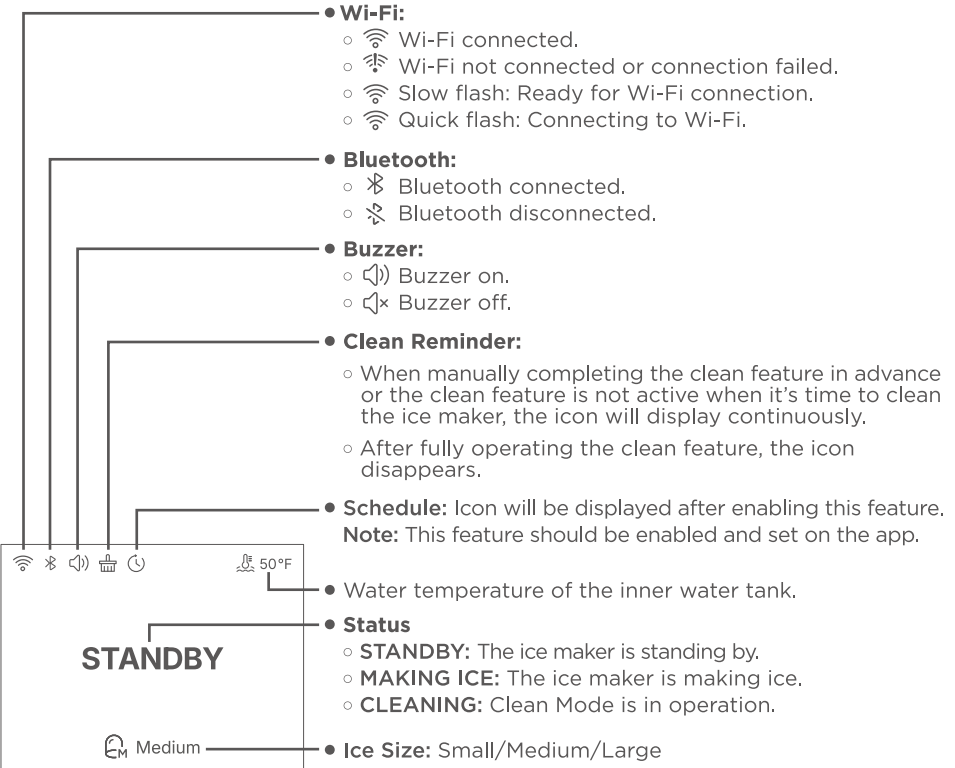 Wi-Fi:
Wi-Fi connected.
Wi-Fi not connected or connection failed.
Slow flash: Ready for Wi-Fi connection.
Quick flash: Connecting to Wi-Fi.
Bluetooth:
Bluetooth connected.
Bluetooth disconnected.
Buzzer:
Buzzer on.
Buzzer off.
Clean Reminder:
When manually completing the clean feature in advance
or the clean feature is not active when it's time to clean
the ice maker, the icon will display continuously.
After fully operating the clean feature, the icon
disappears.
Schedule: Icon will be displayed after enabling this feature.
Note: This feature should be enabled and set on the app.
50°F
Water temperature of the inner water tank.
Status
STANDBY
STANDBY: The ice maker is standing by.
MAKING ICE: The ice maker is making ice.
CLEANING: Clean Mode is in operation.
M Medium
Ice Size: Small/Medium/Large